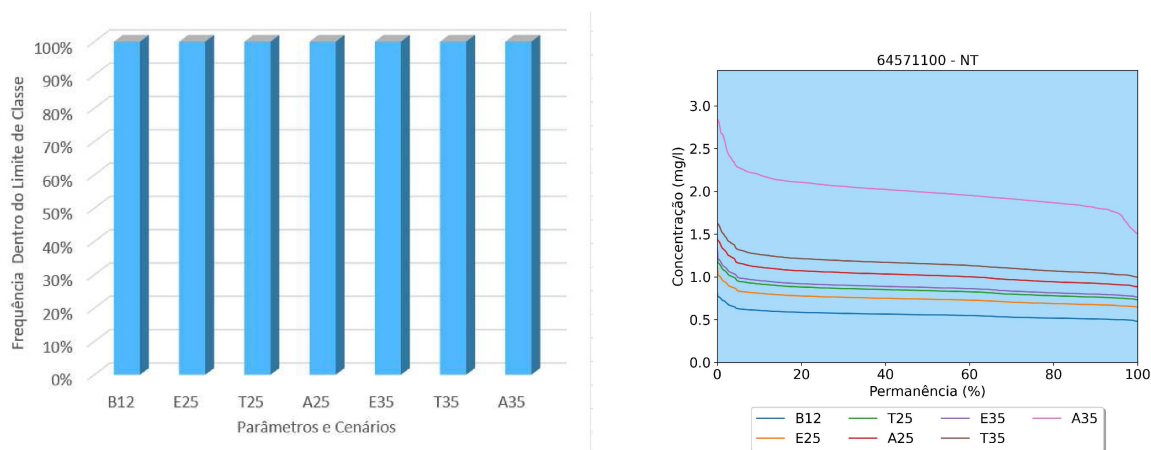 100%
90%
80%
70%
60%
50%
40%
30%
20%
10%
0%
Frequência Dentro do Limite de Classe
B12 E25 T25 A25 E35 T35 A35
Parâmetros e Cenários
64571100 - NT
3.0
2.5
2.0
1.5
1.0
0.5
0.0
Concentração (mg/l)
0 20 40 60 80 100
Permanência (%)
B12 T25 E35 A35
E25 A25 T35